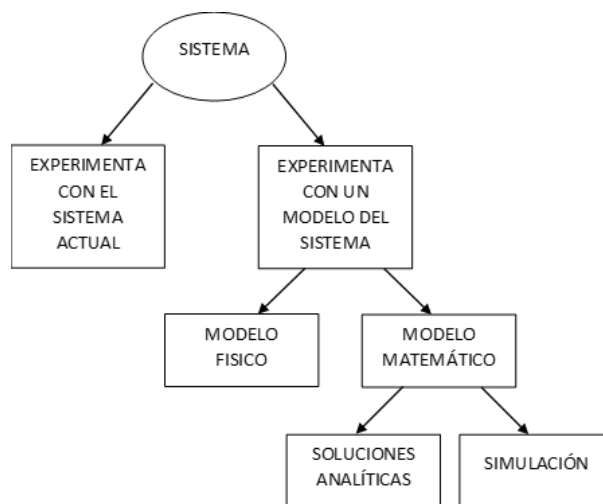 SISTEMA
EXPERIMENTA
CON EL
SISTEMA
ACTUAL
EXPERIMENTA
CON UN
MODELO DEL
SISTEMA
MODELO
FISICO
MODELO
MATEMÁTICO
SOLUCIONES
ANALÍTICAS
SIMULACIÓN